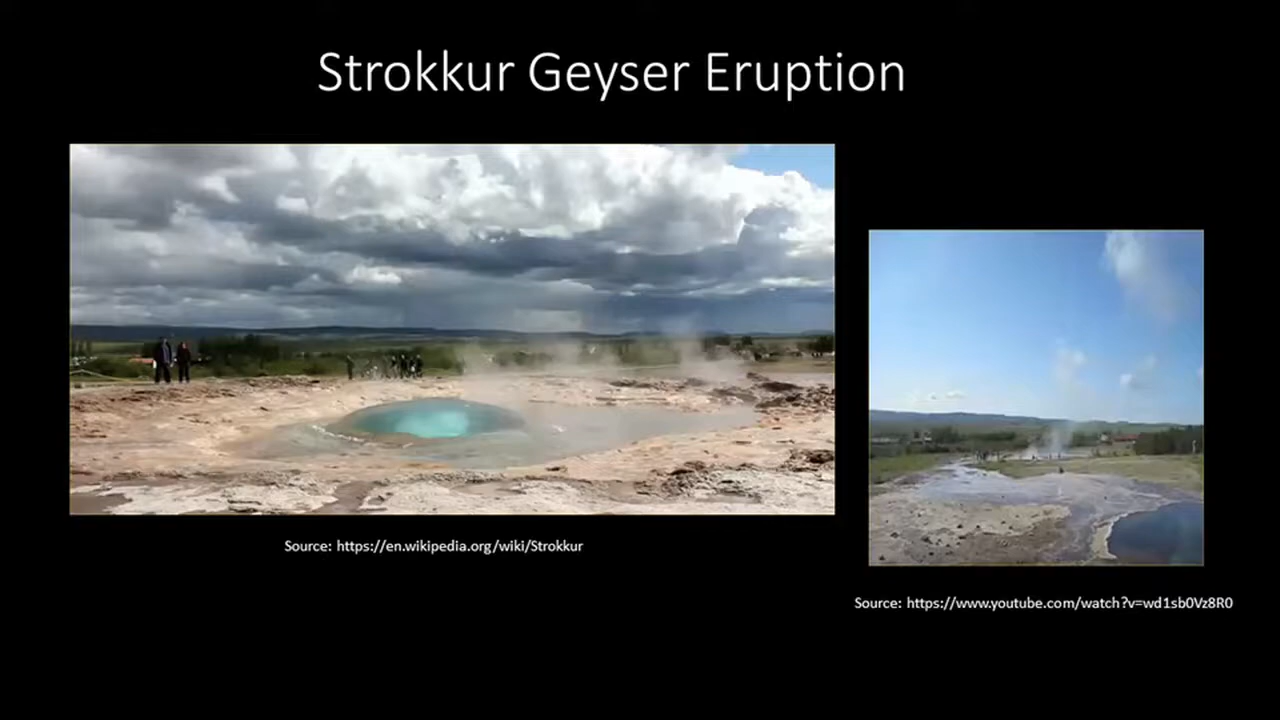 Strokkur Geyser Eruption
Source: https://en.wikipedia.org/wiki/Strokkur
Source: https://www.youtube.com/watch?v=wd1sb0Vz8R0